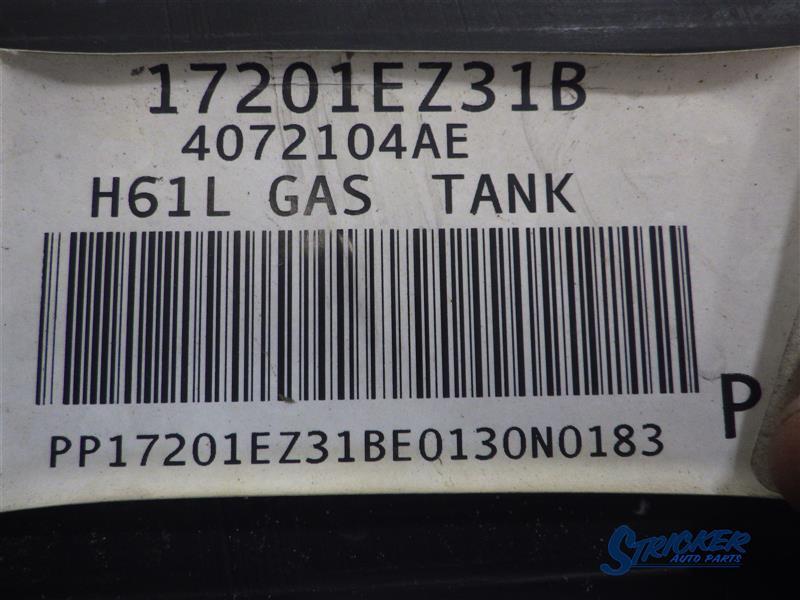 17201EZ31B
4072104AE
H61L GAS TANK
PP17201EZ31BE0130N0183
P
STRICKER
AUTO PARTS